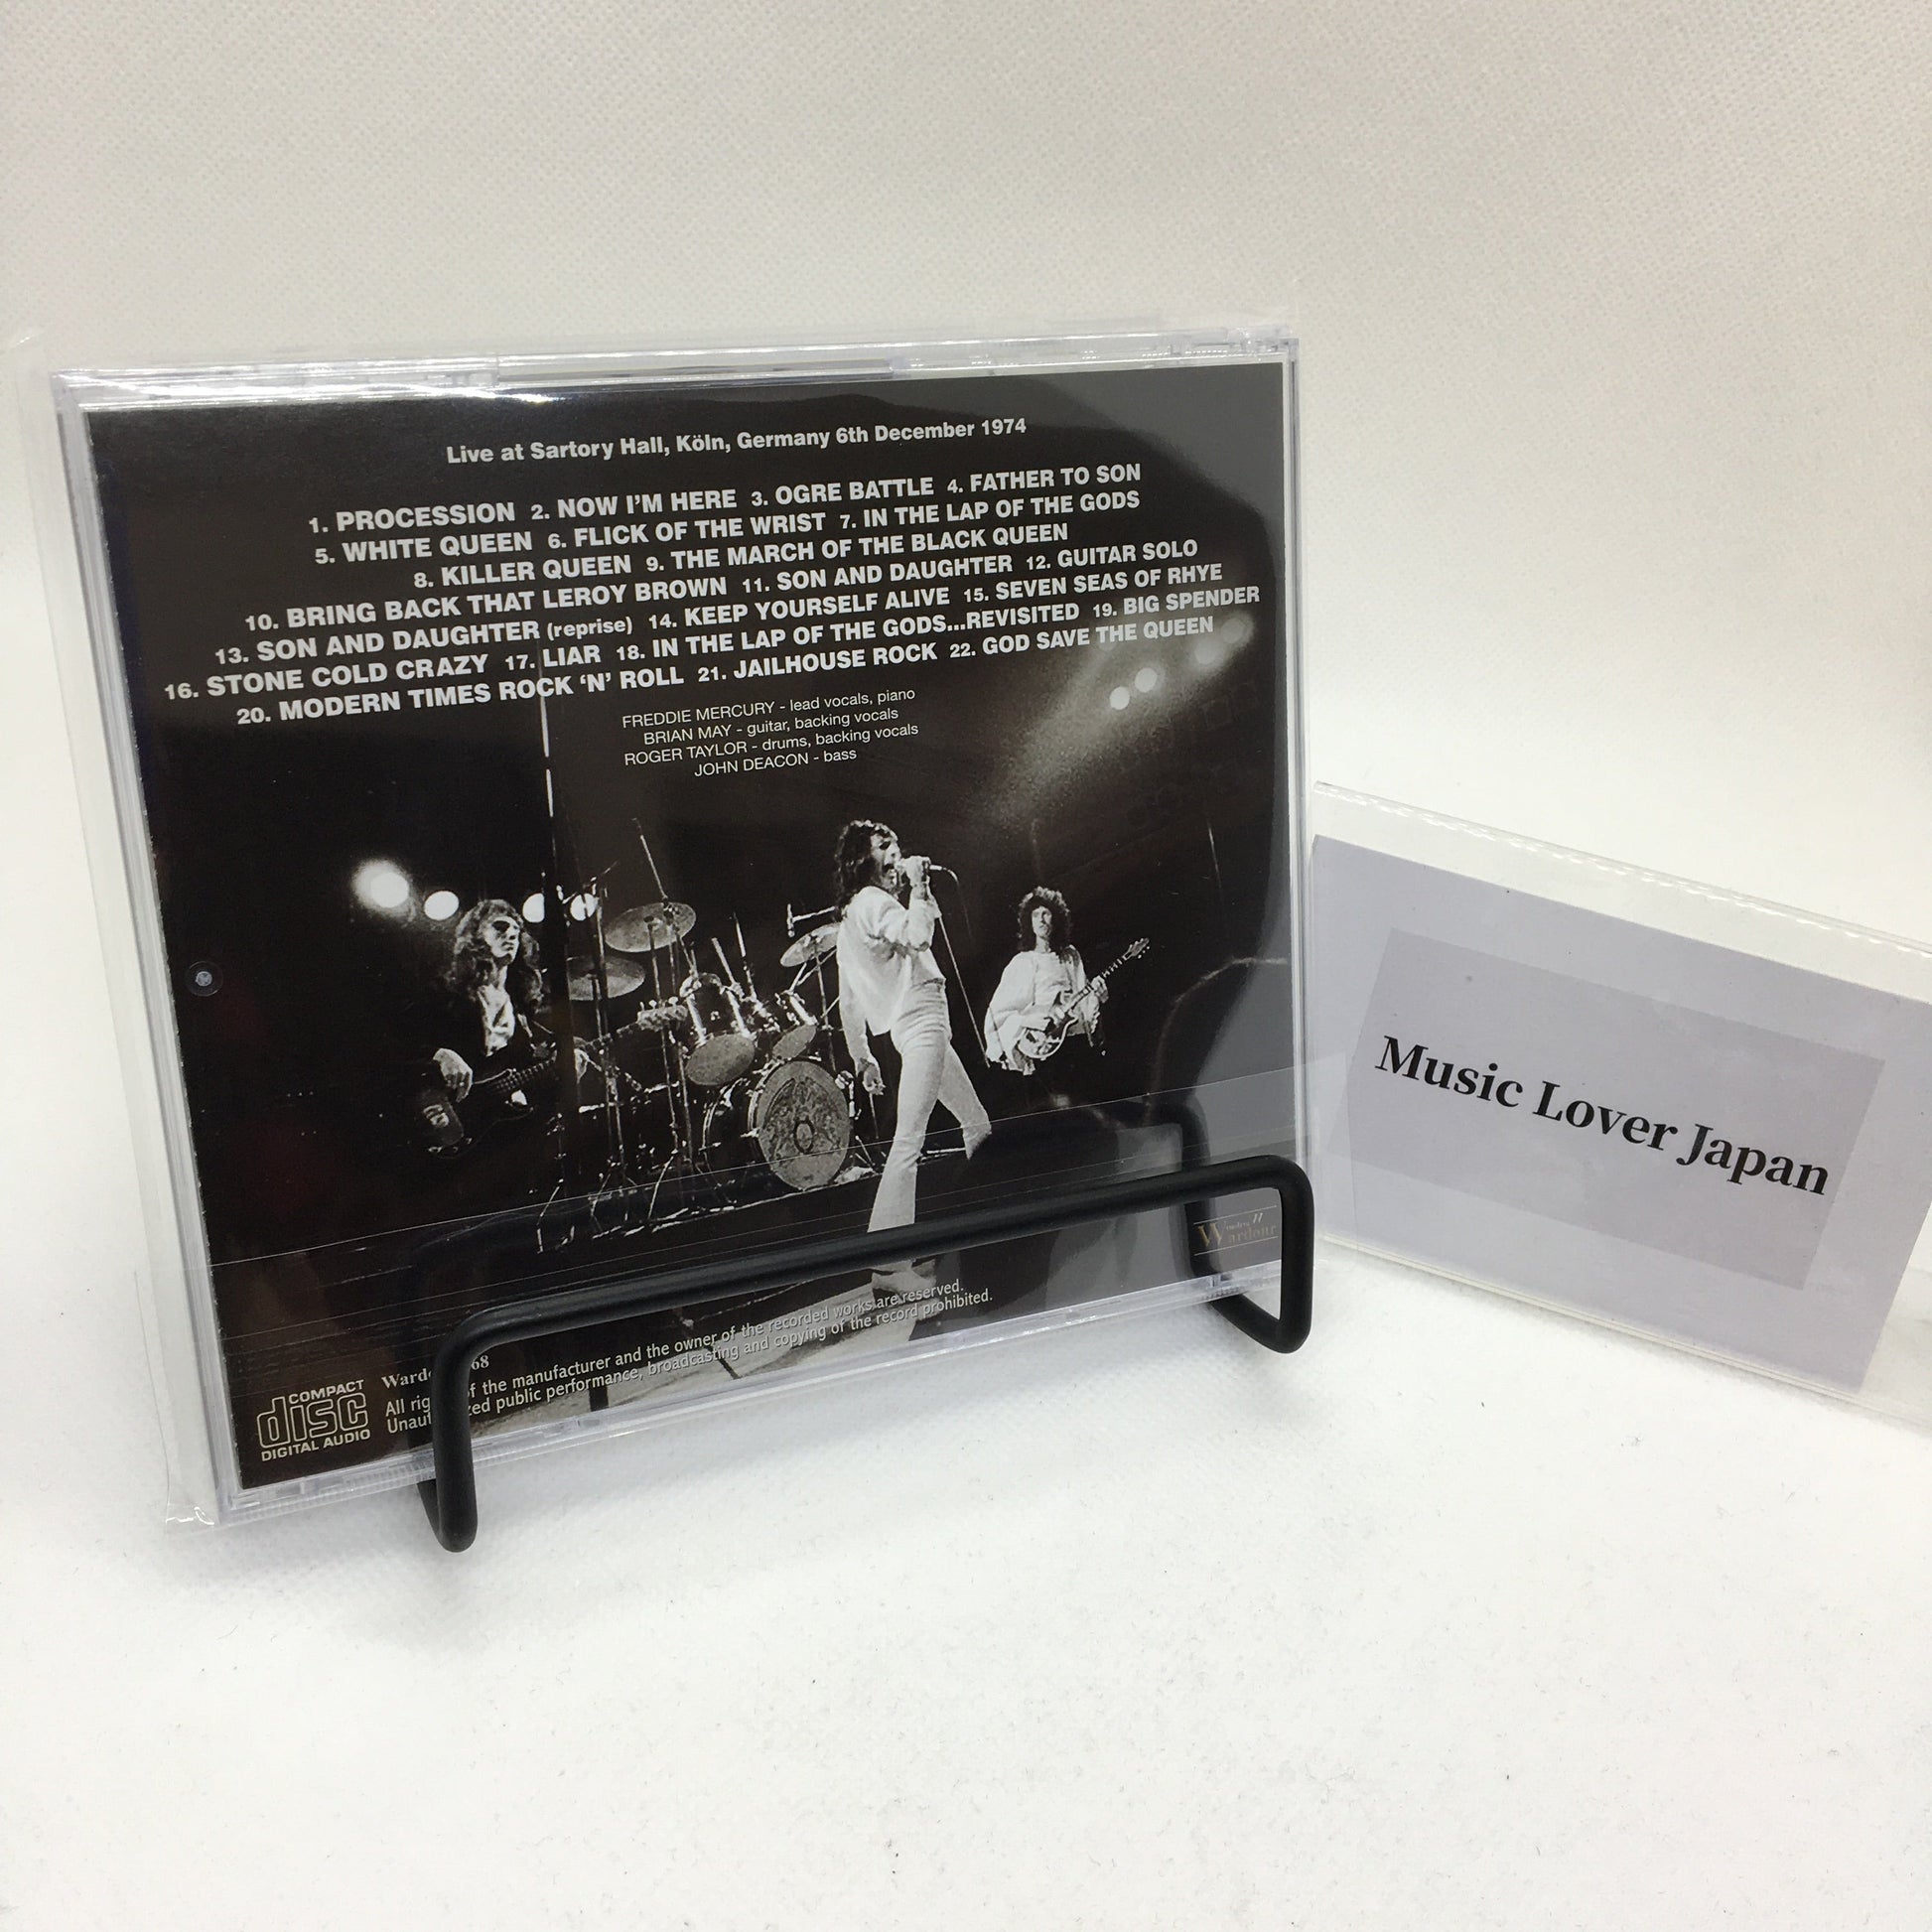 Live at Sartory Hall, Köln, Germany 6th December 1974
1. PROCESSION 2. NOW I'M HERE 3. OGRE BATTLE 4. FATHER TO SON
5. WHITE QUEEN 6. FLICK OF THE WRIST 7. IN THE LAP OF THE GODS
8. KILLER QUEEN 9. THE MARCH OF THE BLACK QUEEN
10. BRING BACK THAT LEROY BROWN 11. SON AND DAUGHTER 12. GUITAR SOLO
13. SON AND DAUGHTER (reprise) 14. KEEP YOURSELF ALIVE 15. SEVEN SEAS OF RHYE
16. STONE COLD CRAZY 17. LIAR 18. IN THE LAP OF THE GODS...REVISITED 19. BIG SPENDER
20. MODERN TIMES ROCK 'N' ROLL 21. JAILHOUSE ROCK 22. GOD SAVE THE QUEEN
FREDDIE MERCURY - lead vocals, piano
BRIAN MAY - guitar, backing vocals
ROGER TAYLOR - drums, backing vocals
JOHN DEACON - bass
Wardour
COMPACT
disc
DIGITAL AUDIO
All of the manufacturer and the owner of the recorded works are reserved.
public performance, broadcasting and copying of the record prohibited.
Music Lover Japan